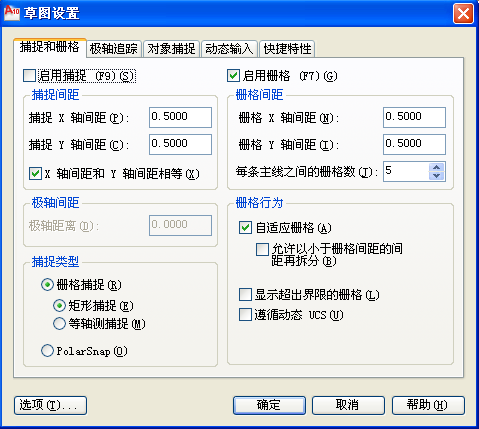 草图设置
捕捉和栅格 极轴追踪 对象捕捉 动态输入 快捷特性
启用捕捉 (F9)(S)
启用栅格 (F7)(G)
捕捉间距
捕捉 X 轴间距(P): 0.5000
捕捉 Y 轴间距(C): 0.5000
X 轴间距和 Y 轴间距相等(X)
栅格间距
栅格 X 轴间距(N): 0.5000
栅格 Y 轴间距(I): 0.5000
每条主线之间的栅格数(J): 5
极轴间距
极轴距离(D): 0.0000
捕捉类型
栅格捕捉(R)
矩形捕捉(E)
等轴测捕捉(M)
PolarSnap(O)
栅格行为
自适应栅格(A)
允许以小于栅格间距的间
距再拆分(B)
显示超出界限的栅格(L)
遵循动态 UCS(U)
选项(T)... 确定 取消 帮助(H)